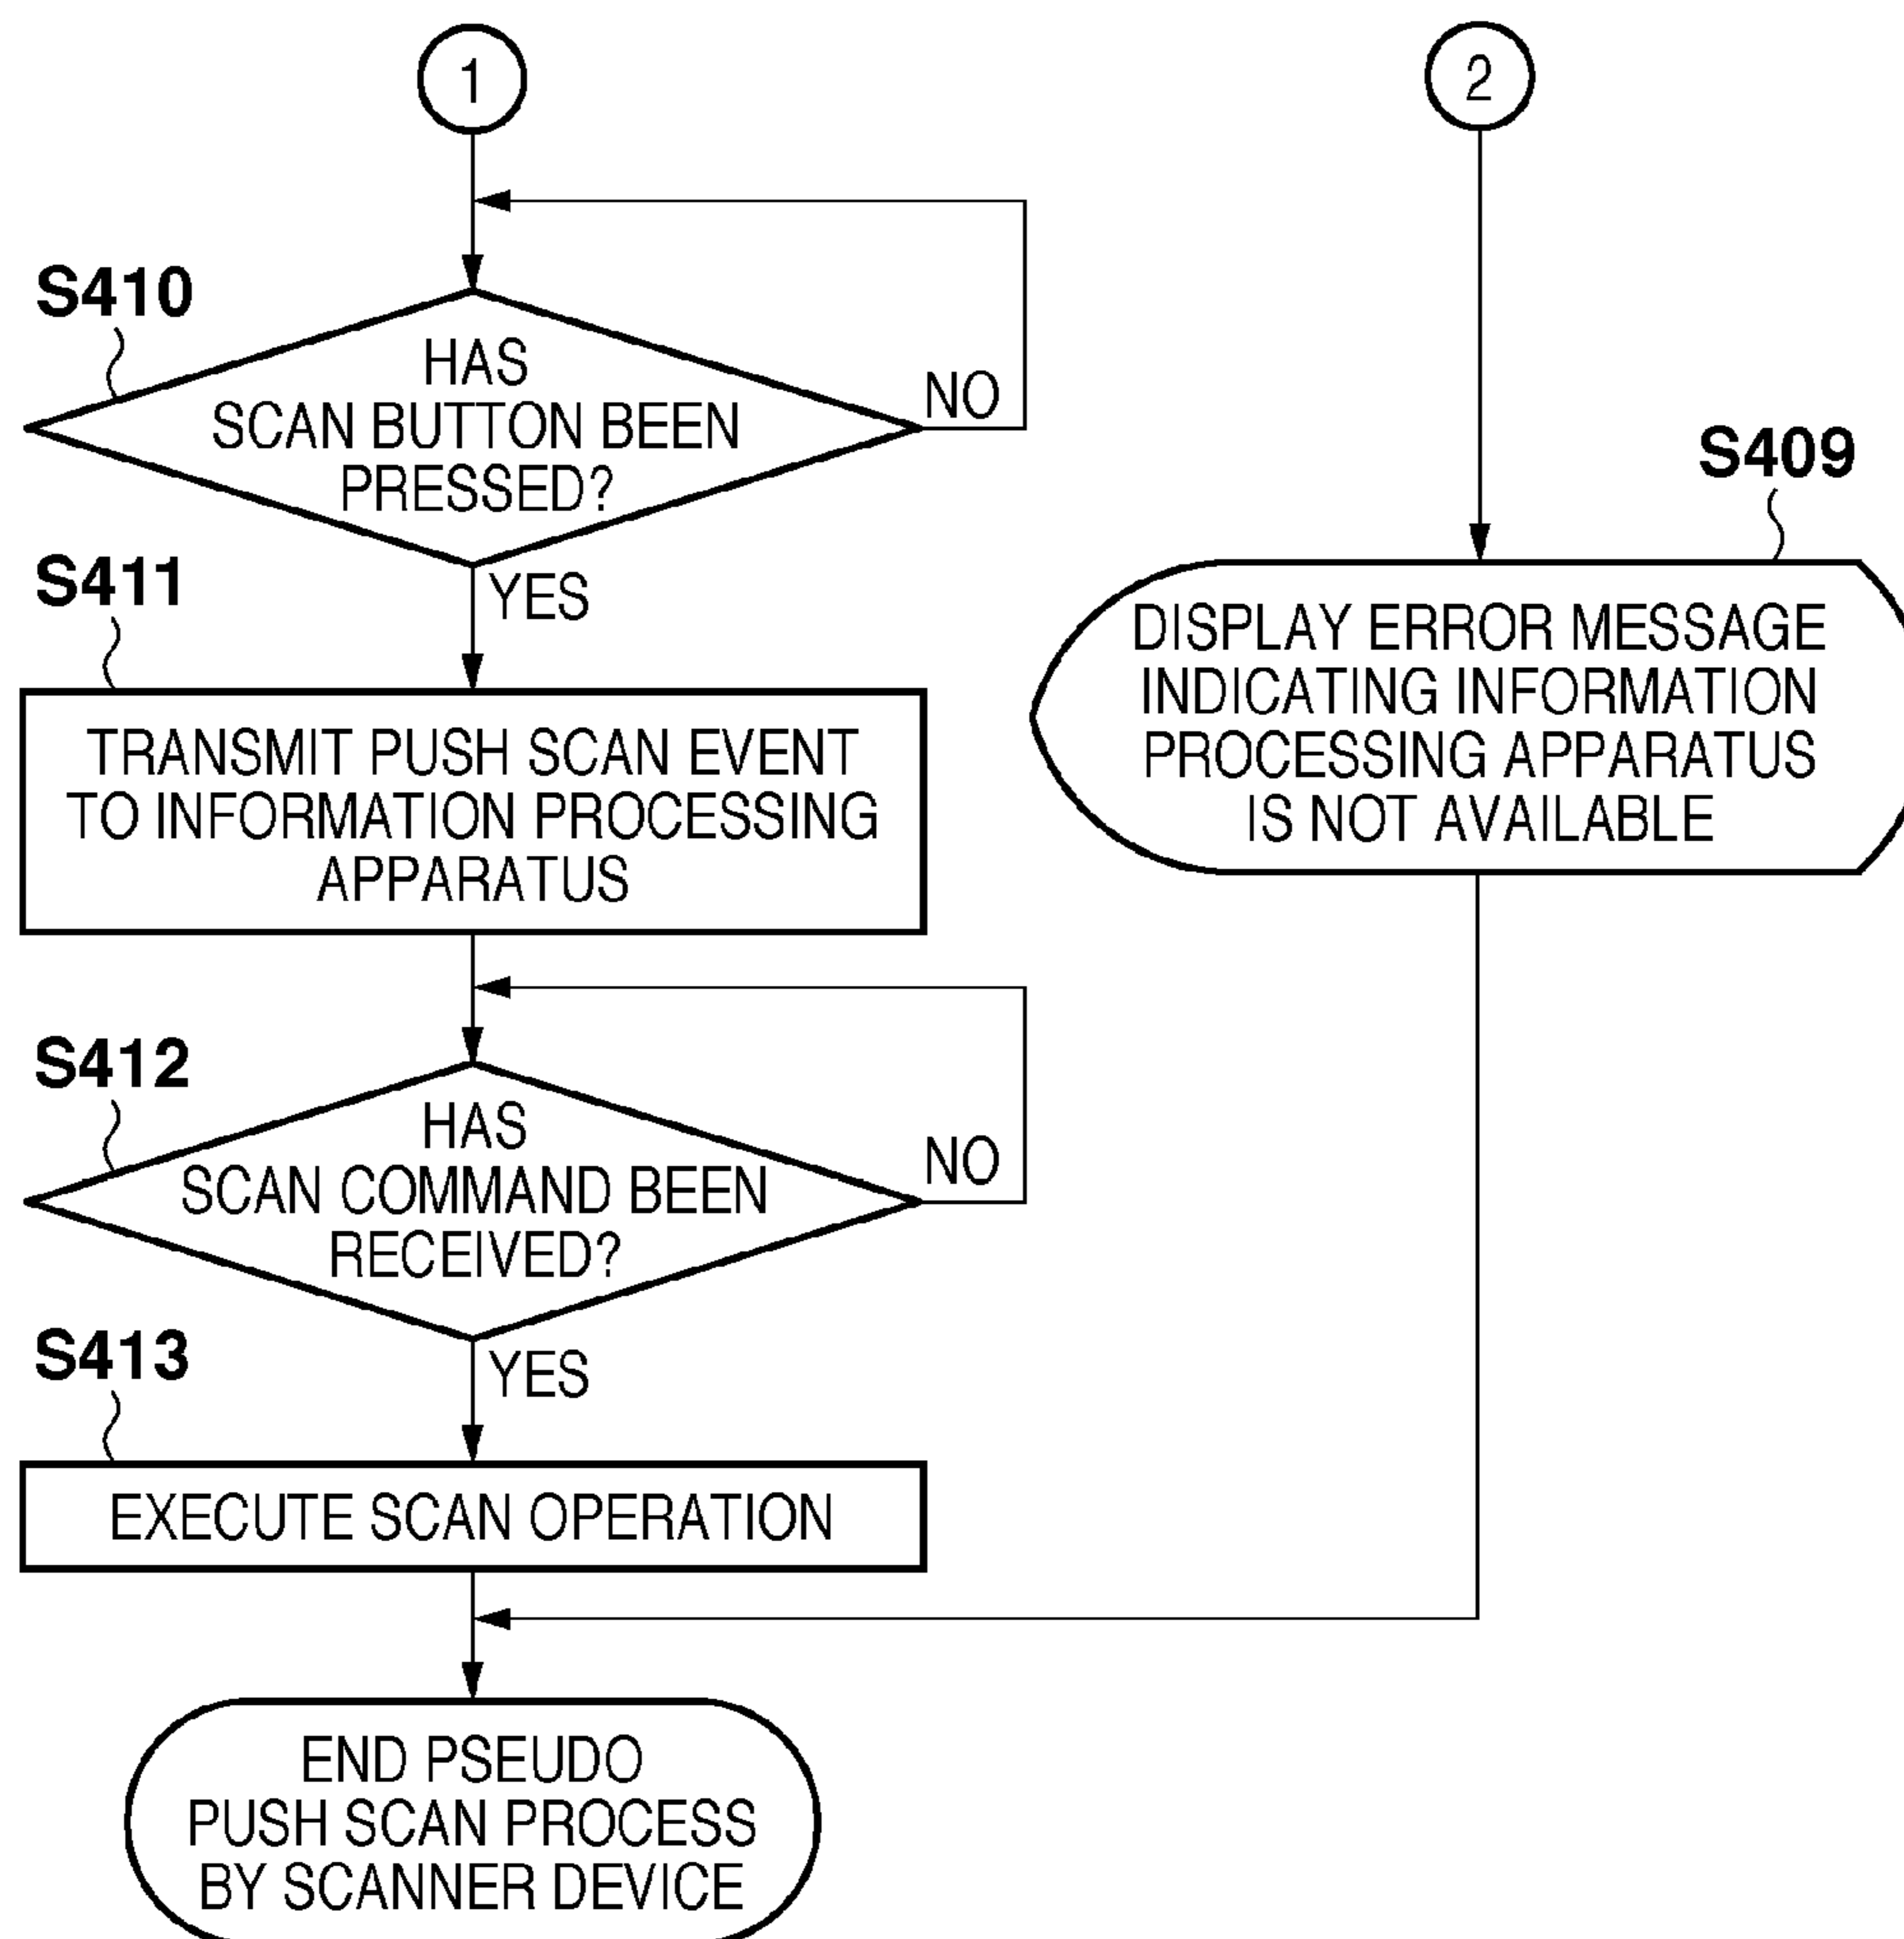 1
S410
HAS
SCAN BUTTON BEEN
PRESSED?
NO
YES
S411
TRANSMIT PUSH SCAN EVENT
TO INFORMATION PROCESSING
APPARATUS
S412
HAS
SCAN COMMAND BEEN
RECEIVED?
NO
YES
S413
EXECUTE SCAN OPERATION
END PSEUDO
PUSH SCAN PROCESS
BY SCANNER DEVICE
2
S409
DISPLAY ERROR MESSAGE
INDICATING INFORMATION
PROCESSING APPARATUS
IS NOT AVAILABLE